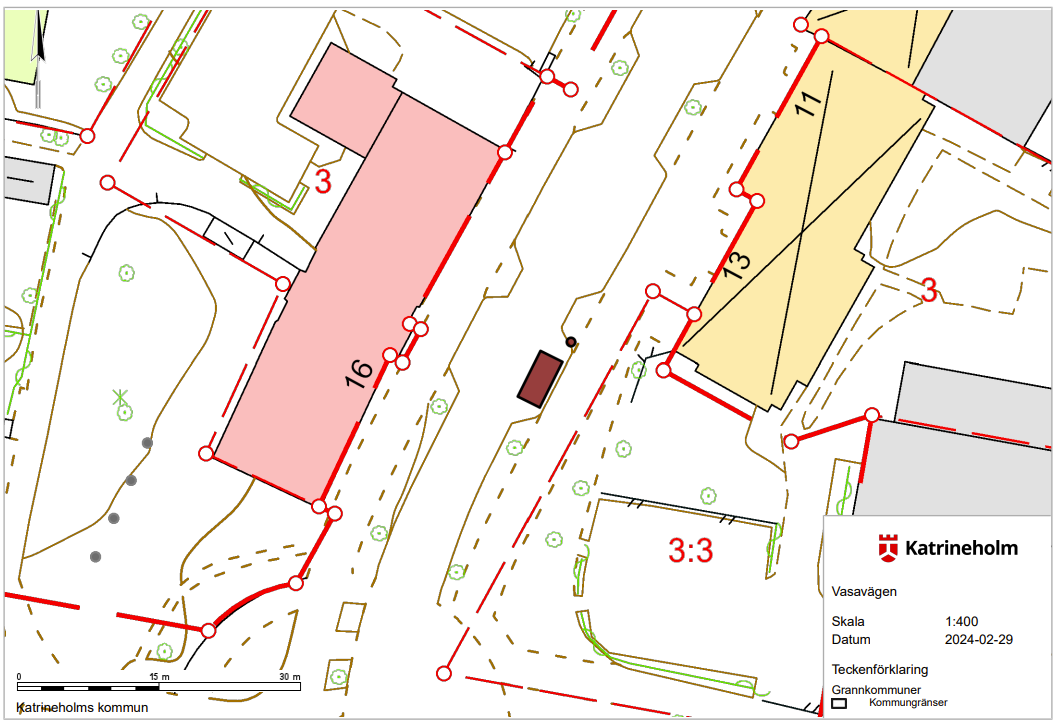 11
3
13
3
16
3:3
Katrineholm
Vasavägen
Skala 1:400
Datum 2024-02-29
Teckenförklaring
Grannkommuner
Kommungränser
0 15 m 30 m
Katrineholms kommun